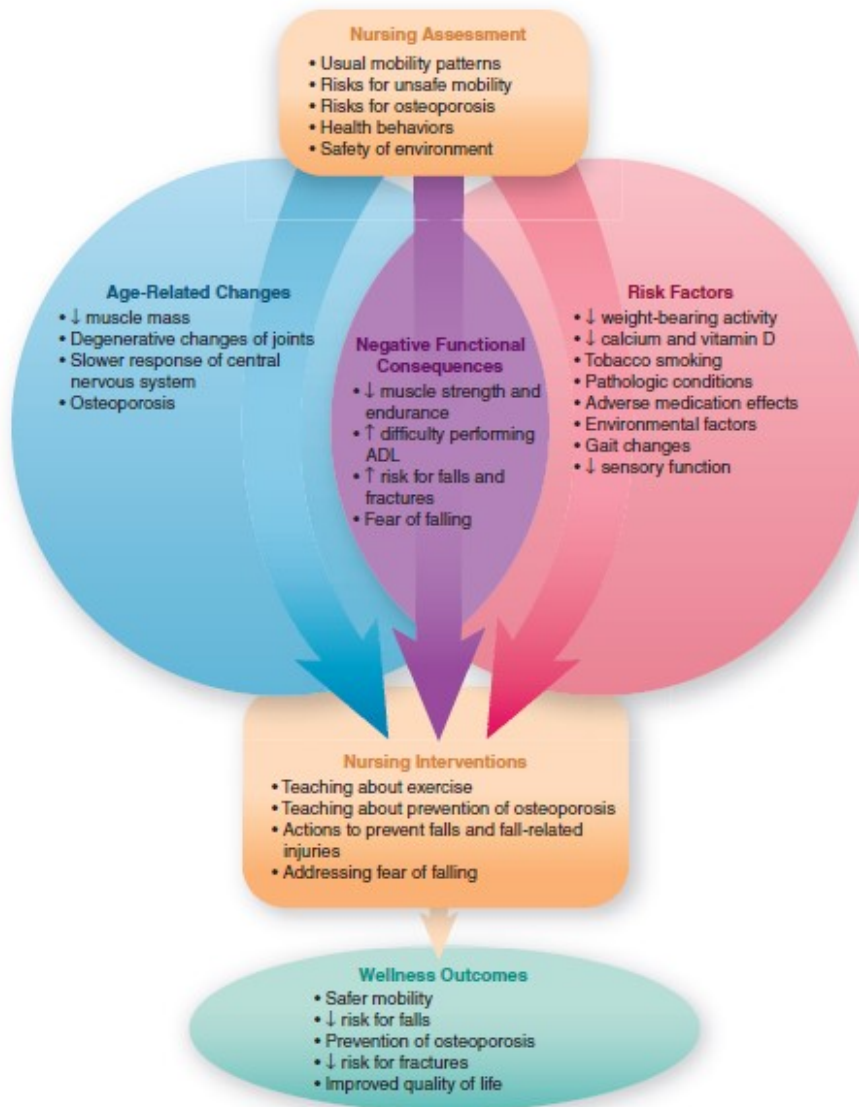 Nursing Assessment
• Usual mobility patterns
• Risks for unsafe mobility
• Risks for osteoporosis
• Health behaviors
• Safety of environment
Age-Related Changes
• ↓ muscle mass
• Degenerative changes of joints
• Slower response of central
nervous system
• Osteoporosis
Negative Functional
Consequences
• ↓ muscle strength and
endurance
• ↑ difficulty performing
ADL
• ↑ risk for falls and
fractures
• Fear of falling
Risk Factors
• ↓ weight-bearing activity
• ↓ calcium and vitamin D
• Tobacco smoking
• Pathologic conditions
• Adverse medication effects
• Environmental factors
• Gait changes
• ↓ sensory function
Nursing Interventions
• Teaching about exercise
• Teaching about prevention of osteoporosis
• Actions to prevent falls and fall-related
injuries
• Addressing fear of falling
Wellness Outcomes
• Safer mobility
• ↓ risk for falls
• Prevention of osteoporosis
• ↓ risk for fractures
• Improved quality of life